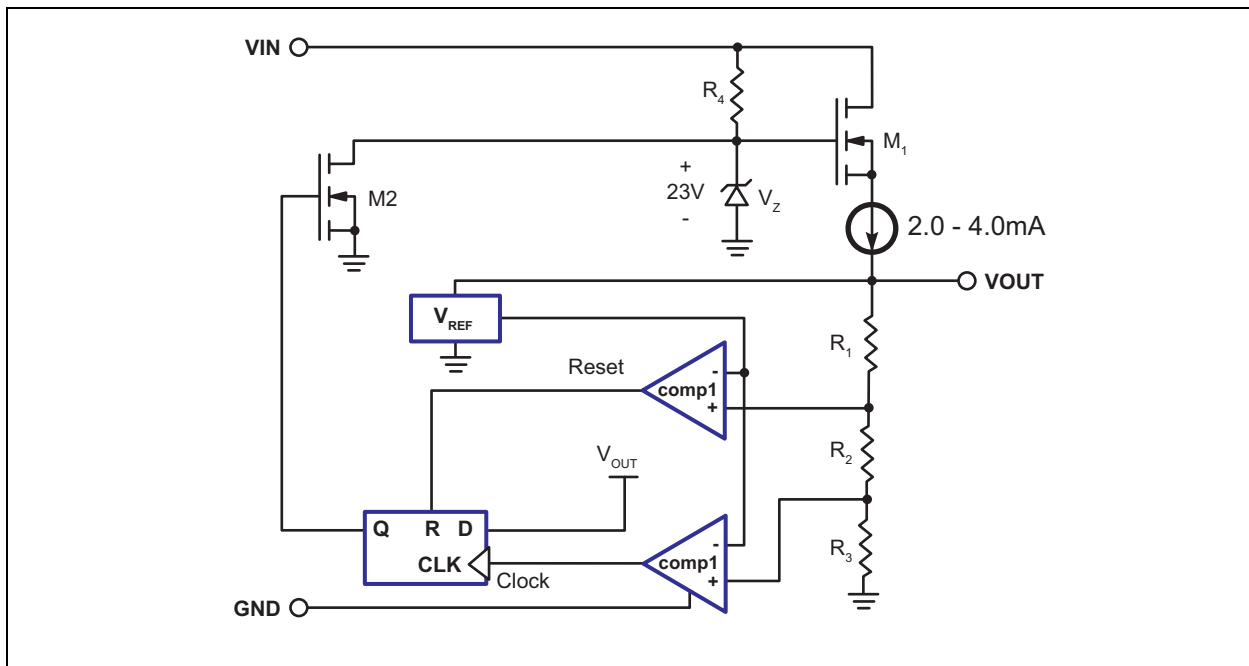 VIN
R4
M1
+
23V
-
VZ
M2
2.0 - 4.0mA
VOUT
VREF
R1
Reset
-
comp1
+
R2
VOUT
Q R D
-
comp1
+
R3
CLK
Clock
GND